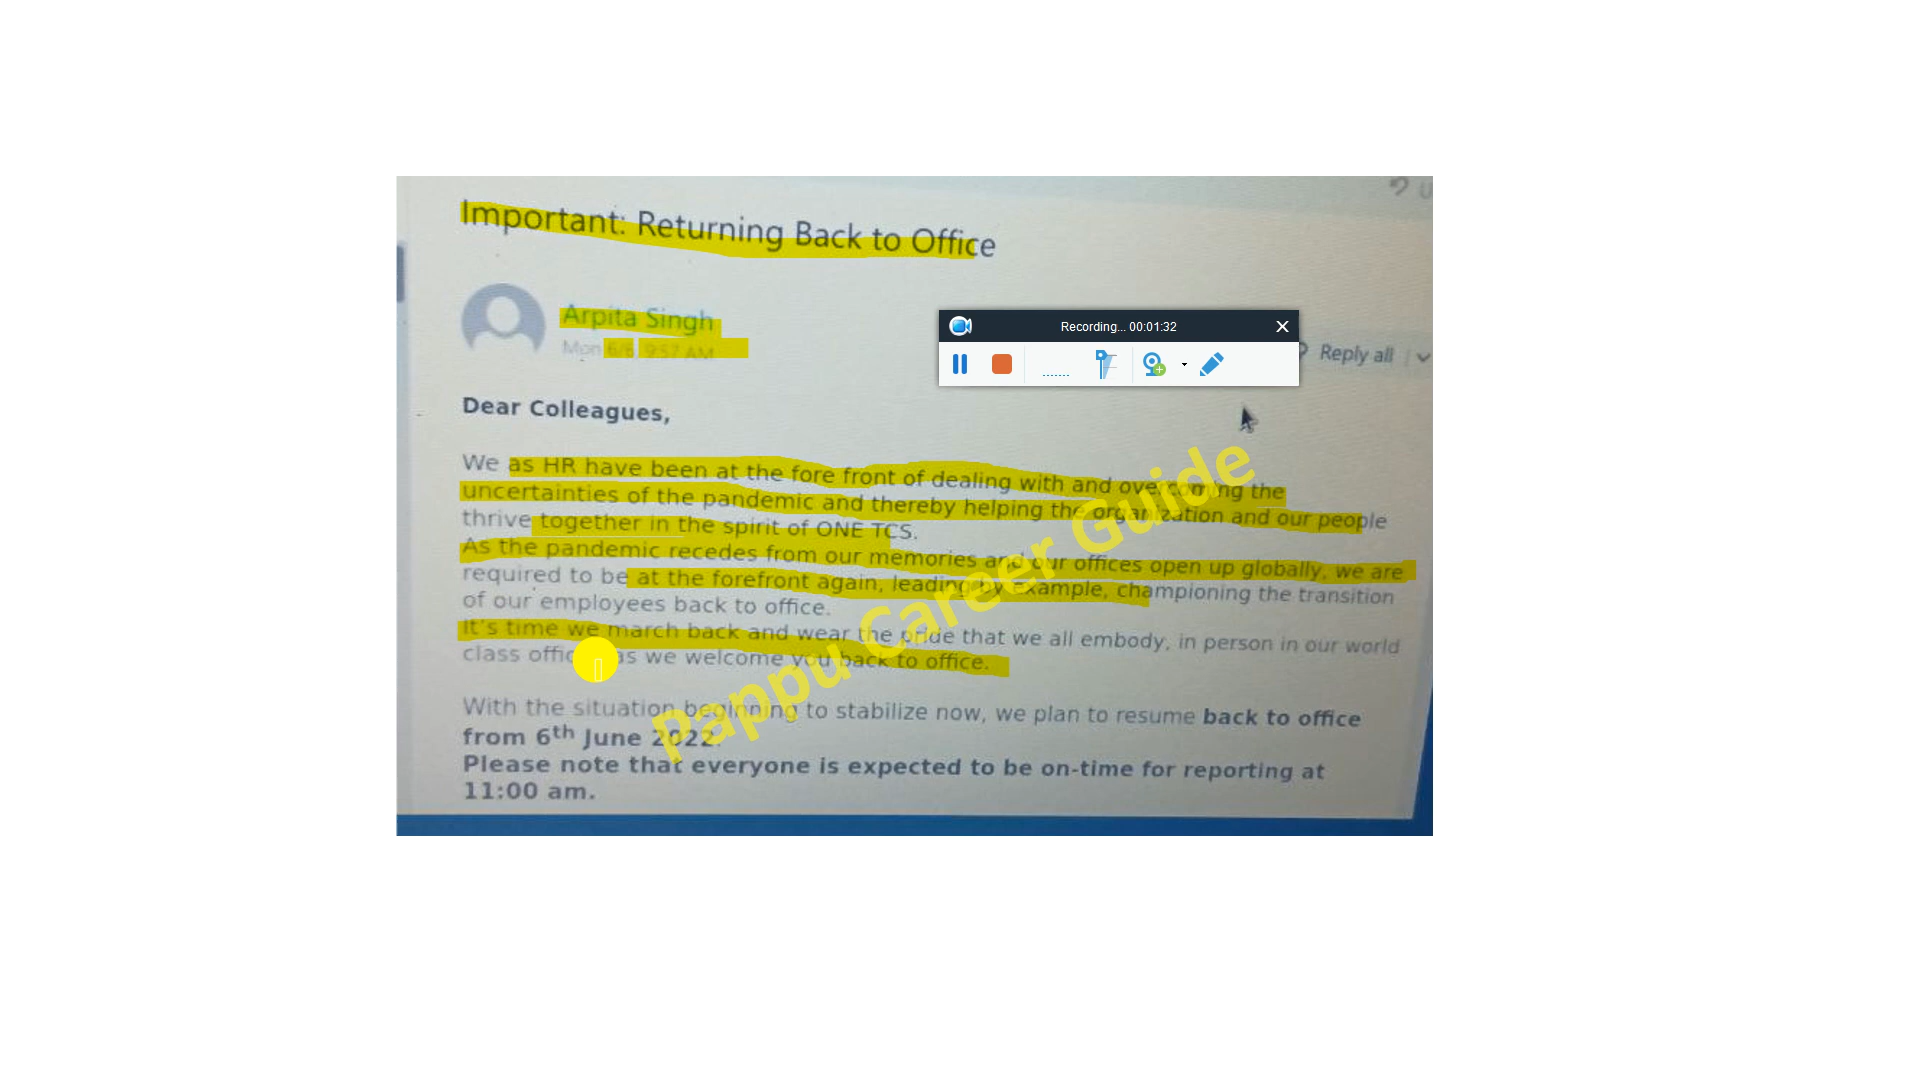 Important: Returning Back to Office
Arpita Singh
Mon 6/6 9:57 AM
Recording... 00:01:32
Reply all
Dear Colleagues,
We as HR have been at the fore front of dealing with and overcoming the
uncertainties of the pandemic and thereby helping the organization and our people
thrive together in the spirit of ONE TCS.
As the pandemic recedes from our memories and our offices open up globally, we are
required to be at the forefront again, leading by example, championing the transition
of our employees back to office.
It's time we march back and wear the pride that we all embody, in person in our world
class as we welcome you back to office.
With the situation beginning to stabilize now, we plan to resume back to office
from 6th June 2022.
Please note that everyone is expected to be on-time for reporting at
11:00 am.
Pappu Career Guide